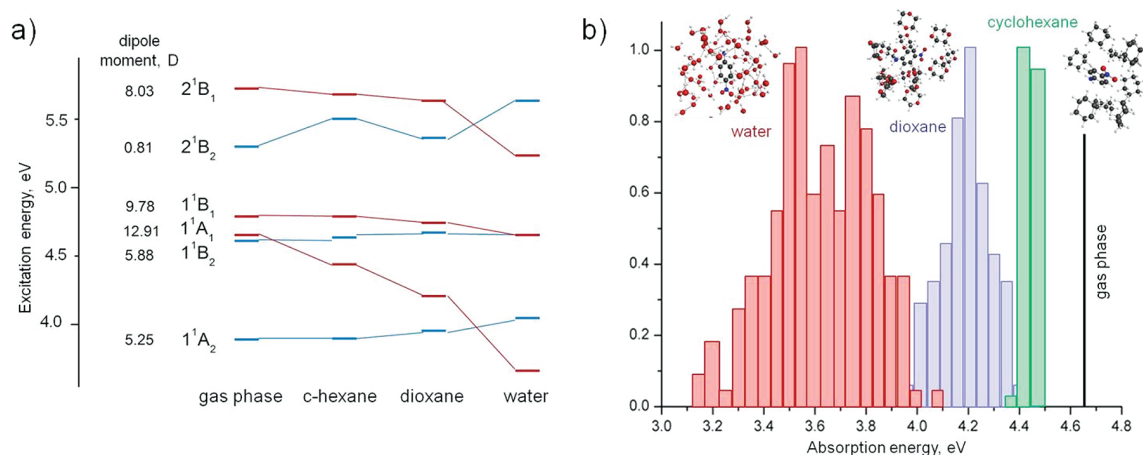 a)
dipole
moment, D
8.03 2¹B₁
0.81 2¹B₂
9.78 1¹B₁
12.91 1¹A₁
5.88 1¹B₂
5.25 1¹A₂
Excitation energy, eV
5.5
5.0
4.5
4.0
gas phase c-hexane dioxane water
b)
cyclohexane
water
dioxane
gas phase
1.0
0.8
0.6
0.4
0.2
0.0
3.0 3.2 3.4 3.6 3.8 4.0 4.2 4.4 4.6 4.8
Absorption energy, eV